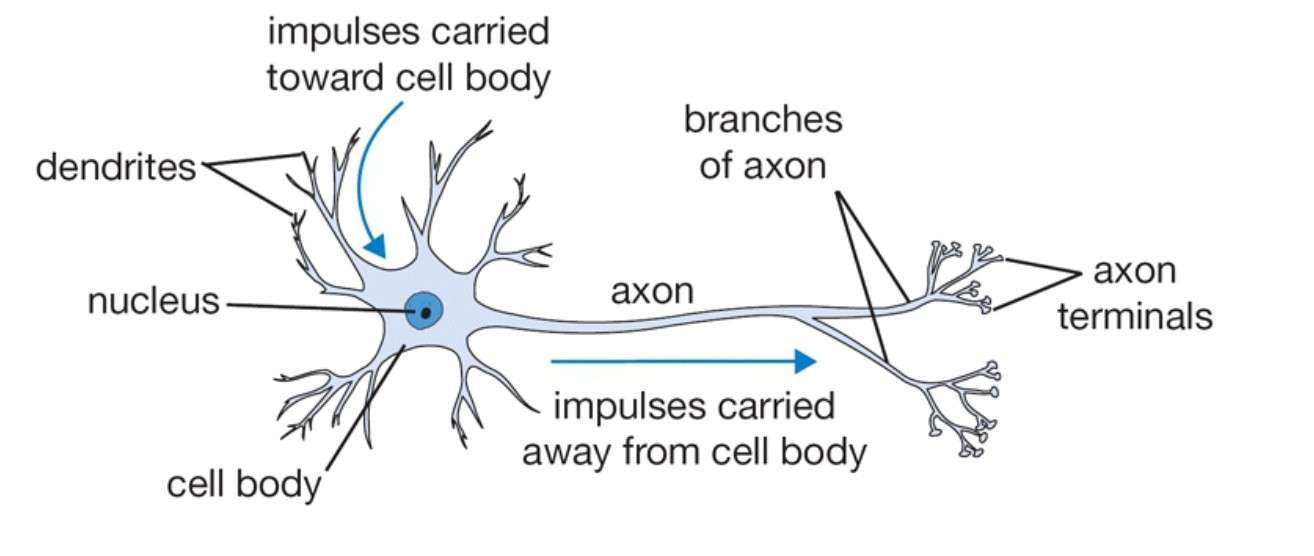 impulses carried
toward cell body
branches
of axon
dendrites
nucleus
axon
axon
terminals
impulses carried
away from cell body
cell body